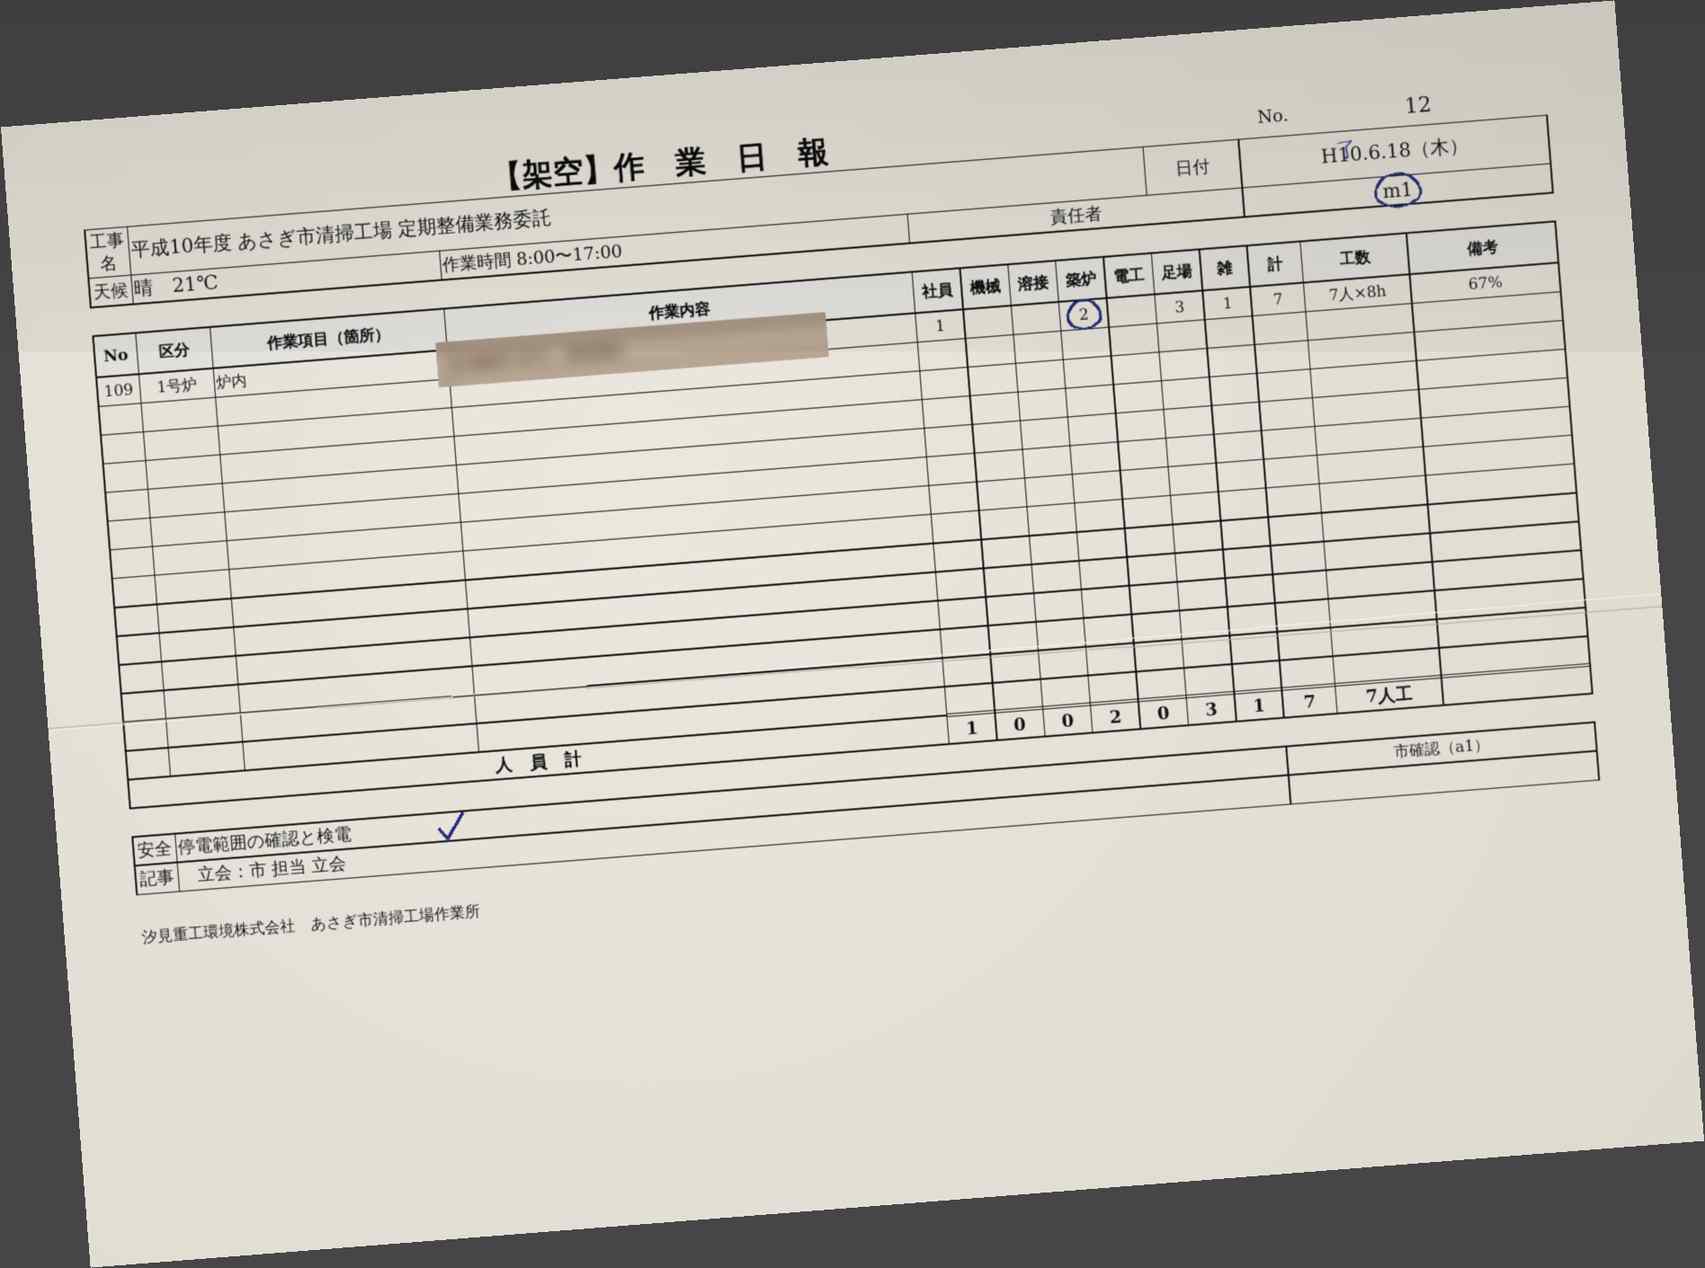 No. 12
【架空】作 業 日 報
日付 H10.6.18（木）
工事名 平成10年度 あさぎ市清掃工場 定期整備業務委託
責任者 m1
天候 晴 21℃ 作業時間 8:00〜17:00
No 区分 作業項目（箇所） 作業内容 社員 機械 溶接 築炉 電工 足場 雑 計 工数 備考
109 1号炉 炉内 1 2 3 1 7 7人×8h 67%
人 員 計 1 0 0 2 0 3 1 7 7人工
安全 停電範囲の確認と検電 市確認（a1）
記事 立会：市 担当 立会
汐見重工環境株式会社 あさぎ市清掃工場作業所